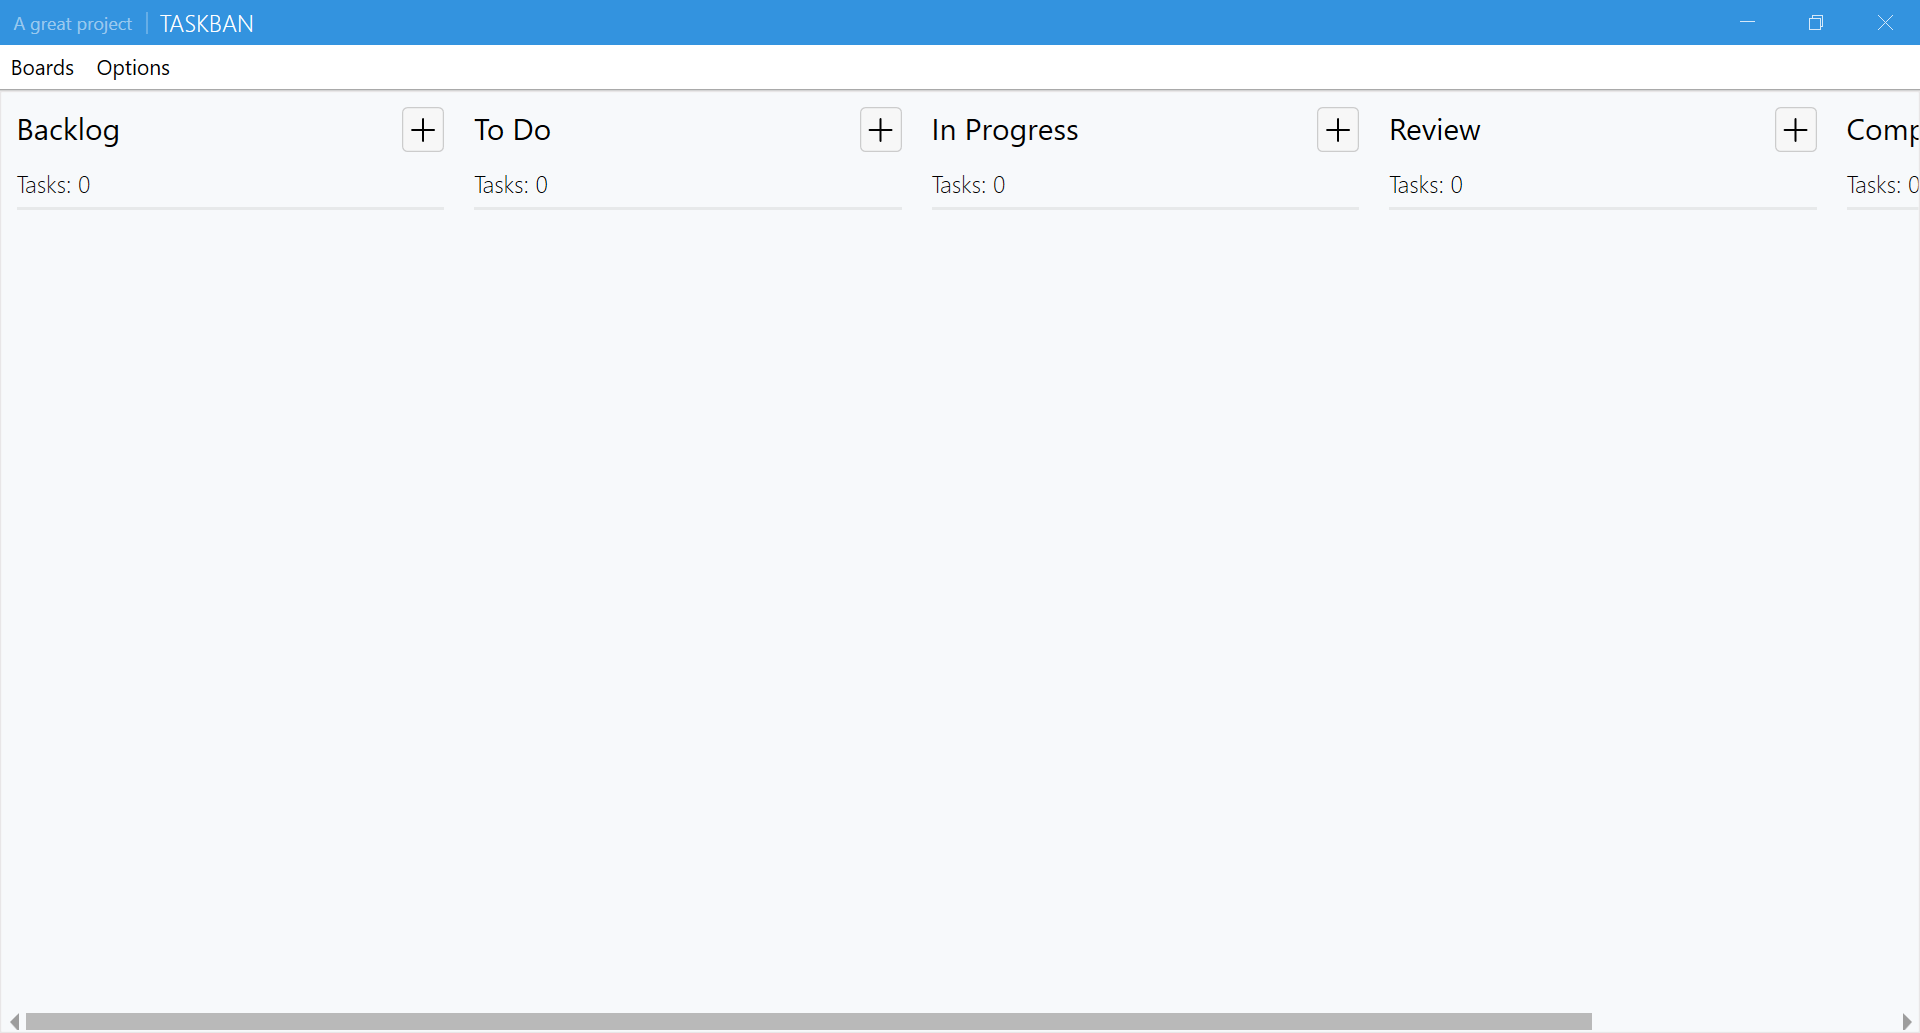 A great project | TASKBAN
Boards Options
Backlog + To Do + In Progress + Review + Comp
Tasks: 0 Tasks: 0 Tasks: 0 Tasks: 0 Tasks: 0